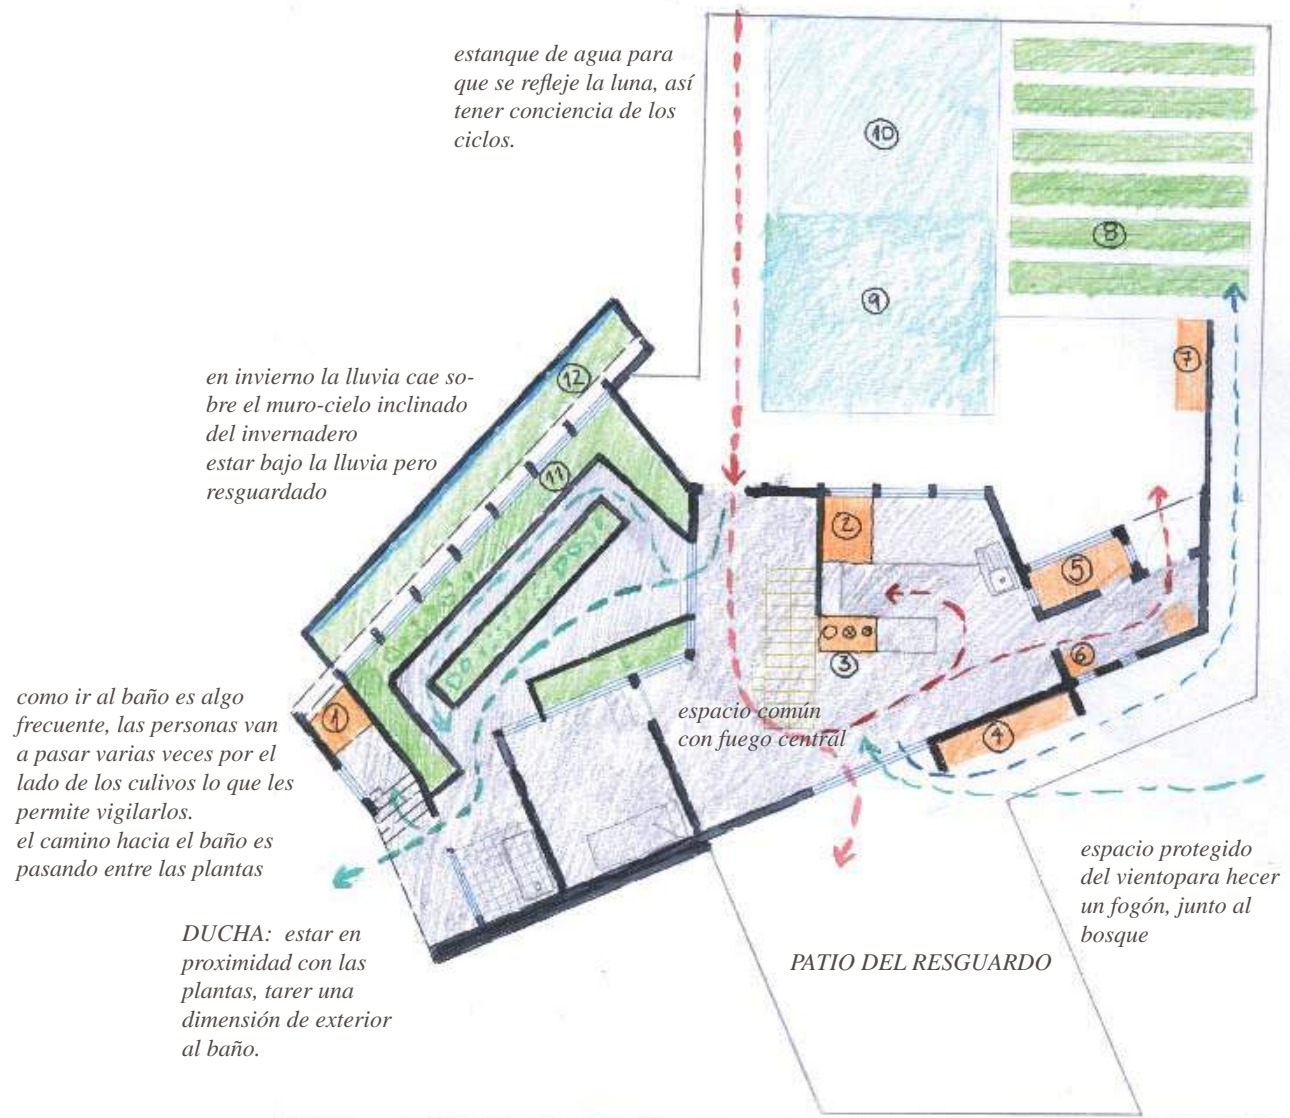 estanque de agua para
que se refleje la luna, así
tener conciencia de los
ciclos.
10
8
9
7
en invierno la lluvia cae so-
bre el muro-cielo inclinado
del invernadero
estar bajo la lluvia pero
resguardado
12
11
2
5
3
6
4
1
espacio común
con fuego central
como ir al baño es algo
frecuente, las personas van
a pasar varias veces por el
lado de los culivos lo que les
permite vigilarlos.
el camino hacia el baño es
pasando entre las plantas
espacio protegido
del vientopara hecer
un fogón, junto al
bosque
DUCHA: estar en
proximidad con las
plantas, tarer una
dimensión de exterior
al baño.
PATIO DEL RESGUARDO